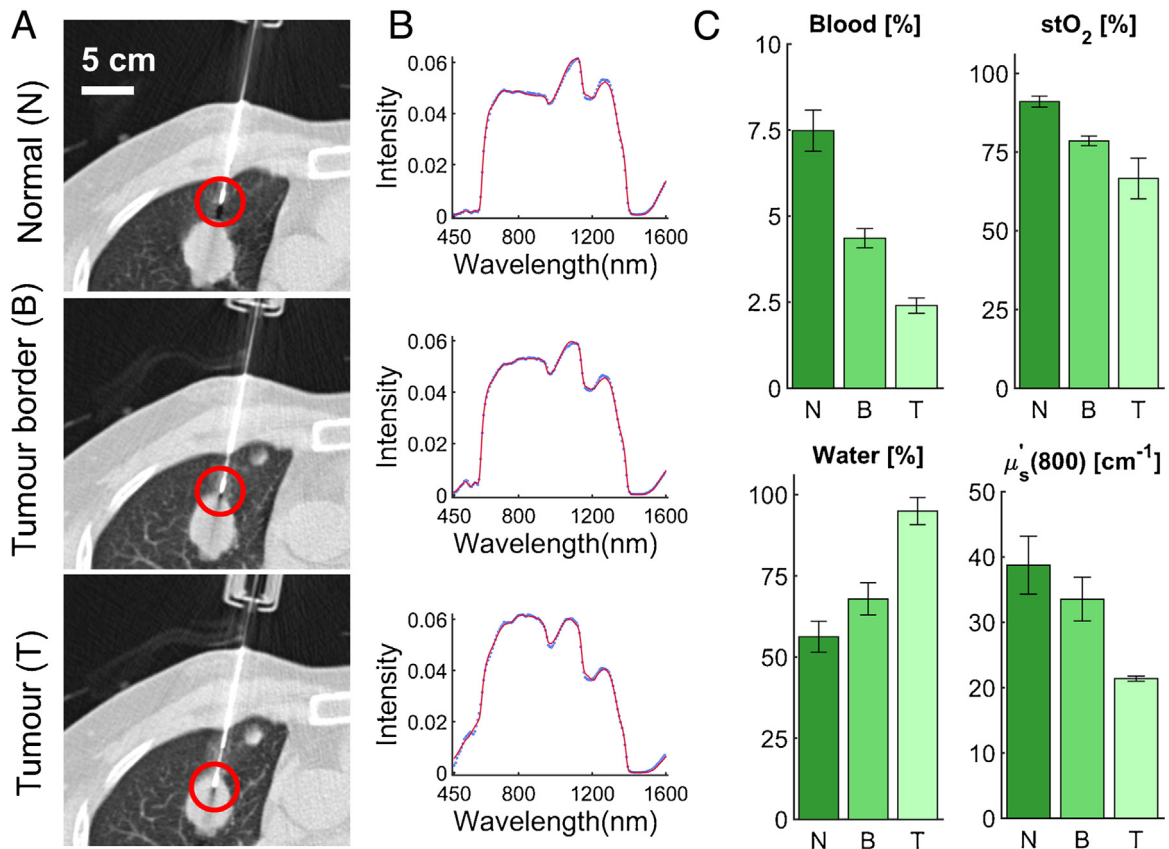 A
5 cm
Normal (N)
Tumour border (B)
Tumour (T)
B
Intensity
0.06
0.04
0.02
0
450
800
1200
1600
Wavelength(nm)
Intensity
0.06
0.04
0.02
0
450
800
1200
1600
Wavelength(nm)
Intensity
0.06
0.04
0.02
0
450
800
1200
1600
Wavelength(nm)
C
Blood [%]
10
7.5
5
2.5
0
N B T
stO₂ [%]
100
75
50
25
0
N B T
Water [%]
100
75
50
25
0
N B T
μ's(800) [cm⁻¹]
50
40
30
20
10
0
N B T